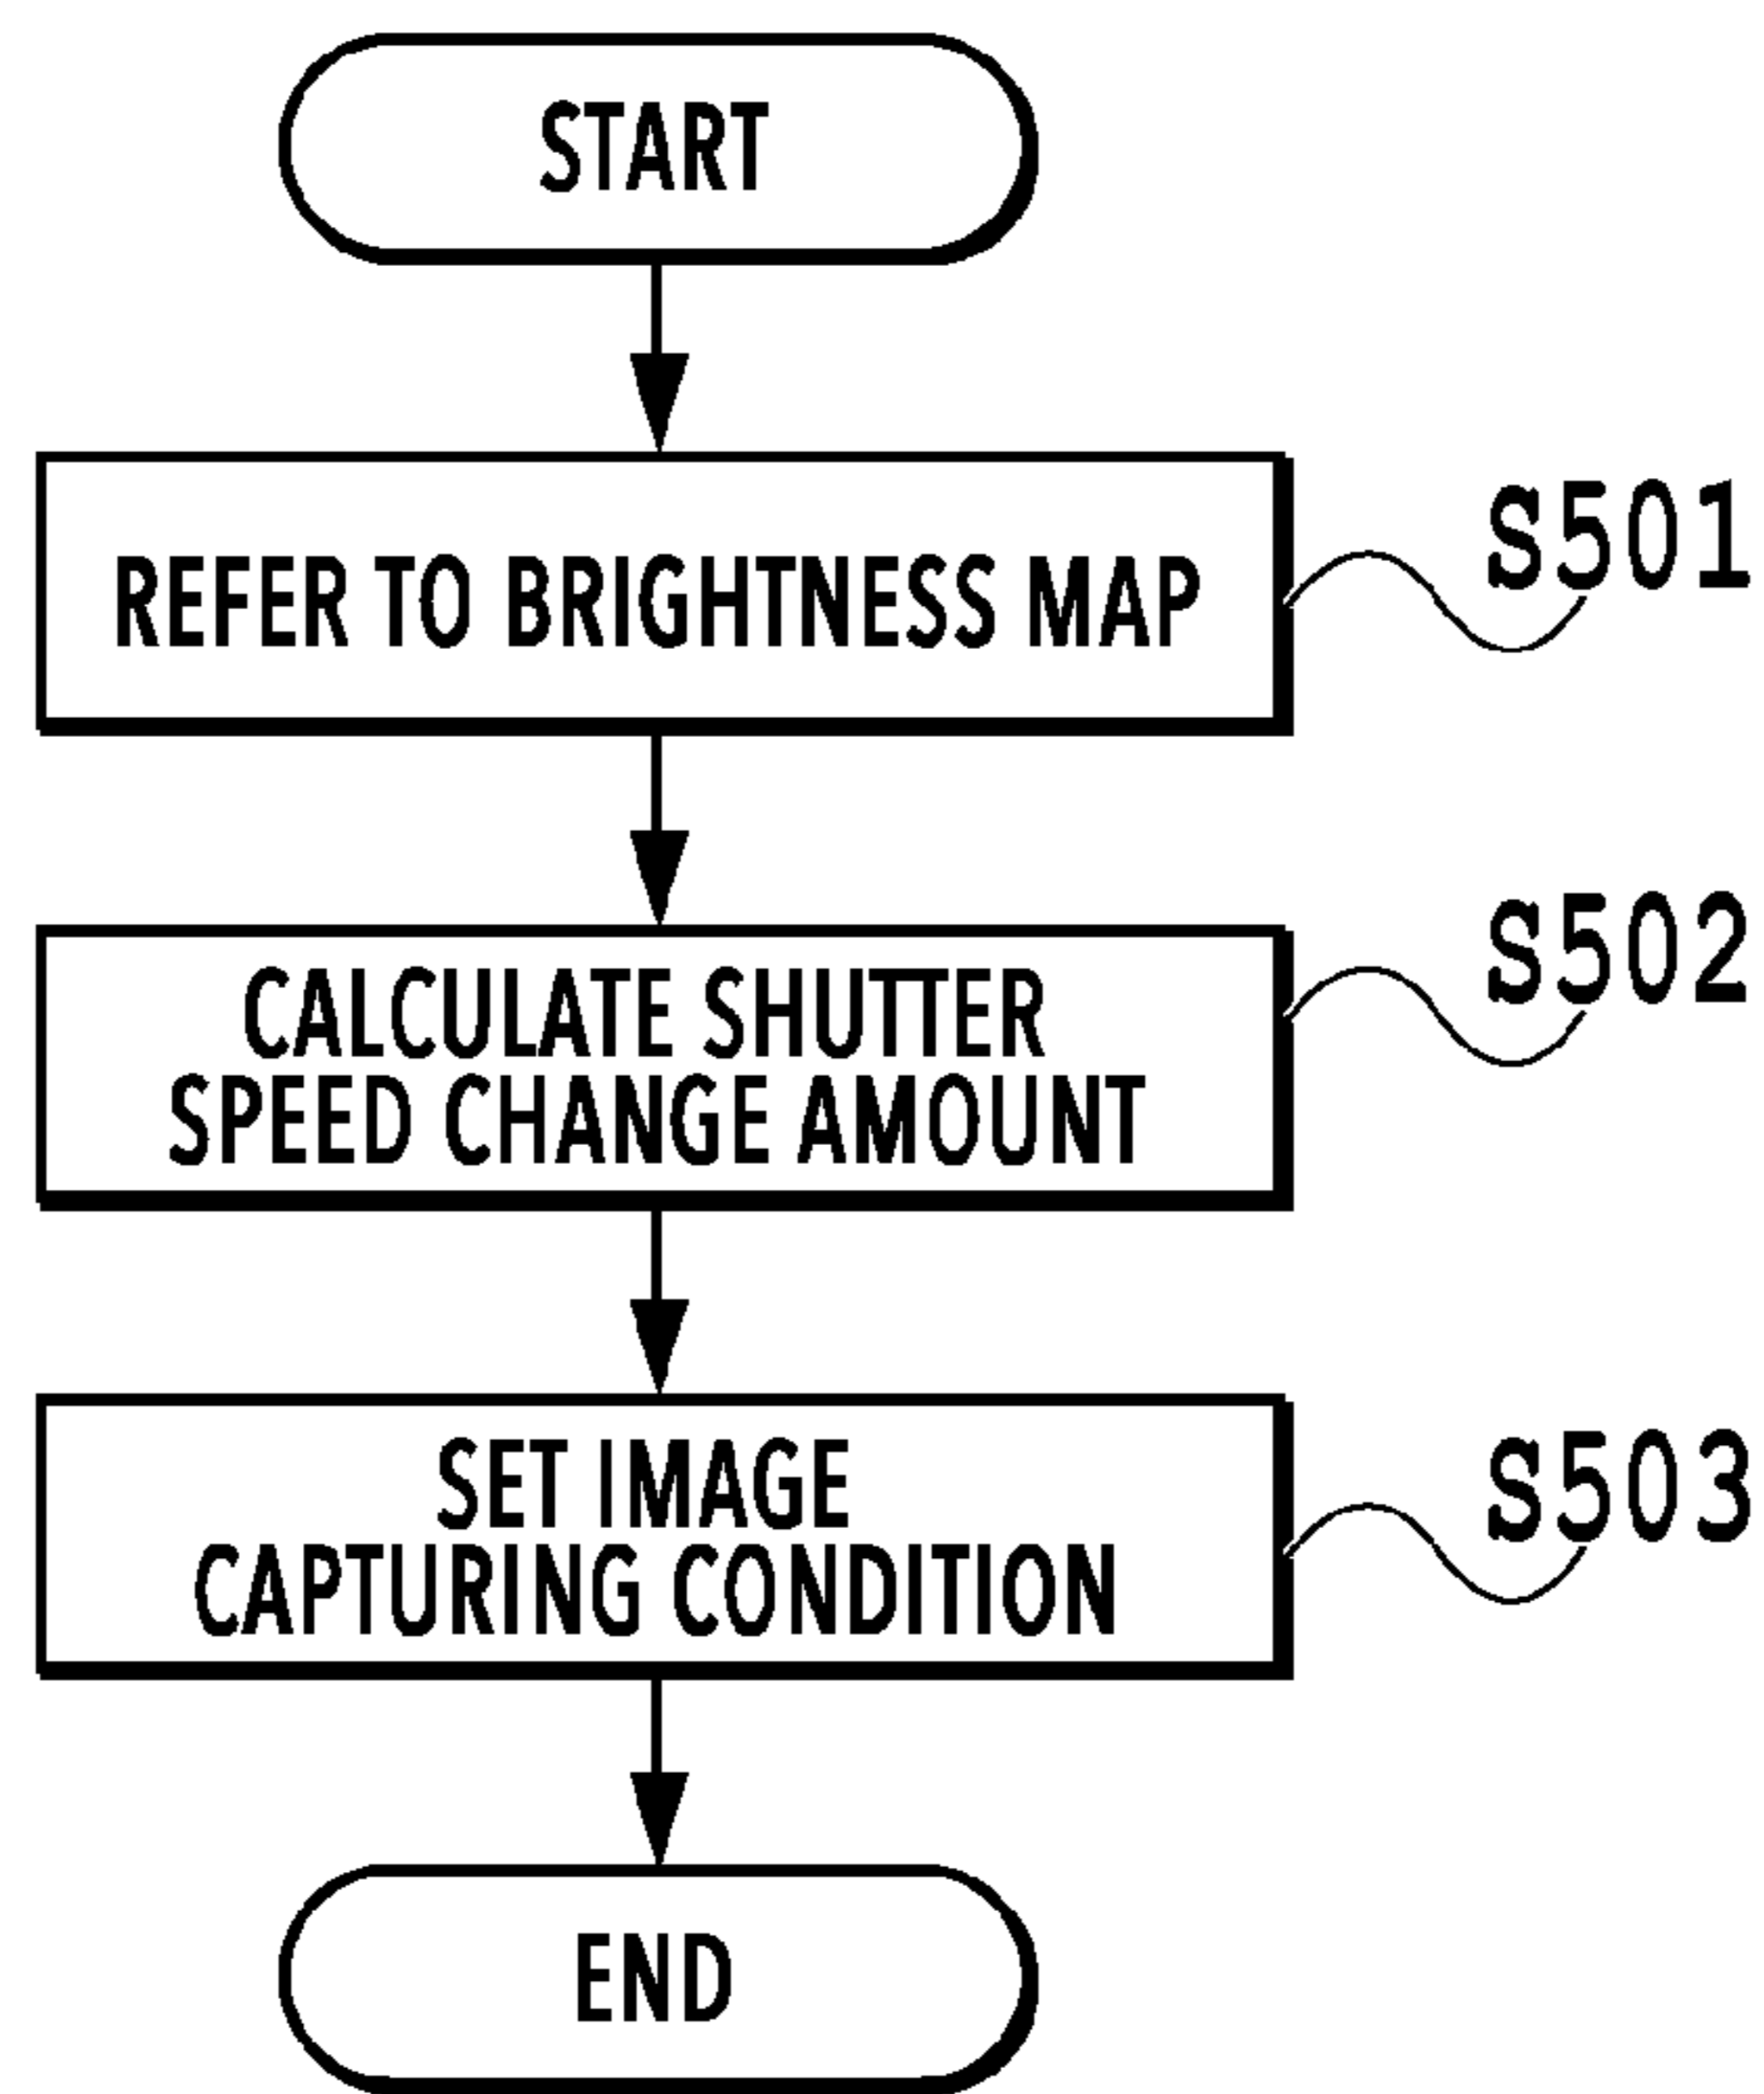 START
REFER TO BRIGHTNESS MAP
S501
CALCULATE SHUTTER
SPEED CHANGE AMOUNT
S502
SET IMAGE
CAPTURING CONDITION
S503
END